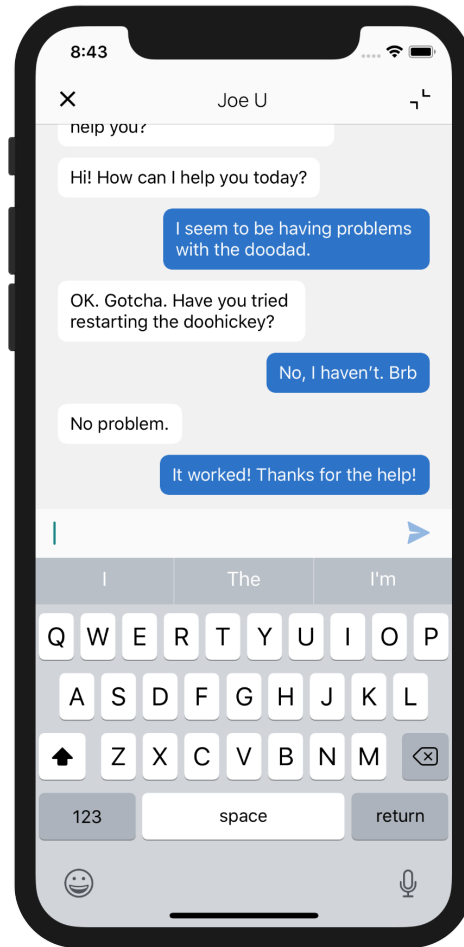 8:43
Joe U
help you?
Hi! How can I help you today?
I seem to be having problems
with the doodad.
OK. Gotcha. Have you tried
restarting the doohickey?
No, I haven’t. Brb
No problem.
It worked! Thanks for the help!
I The I'm
Q W E R T Y U I O P
A S D F G H J K L
Z X C V B N M
123 space return